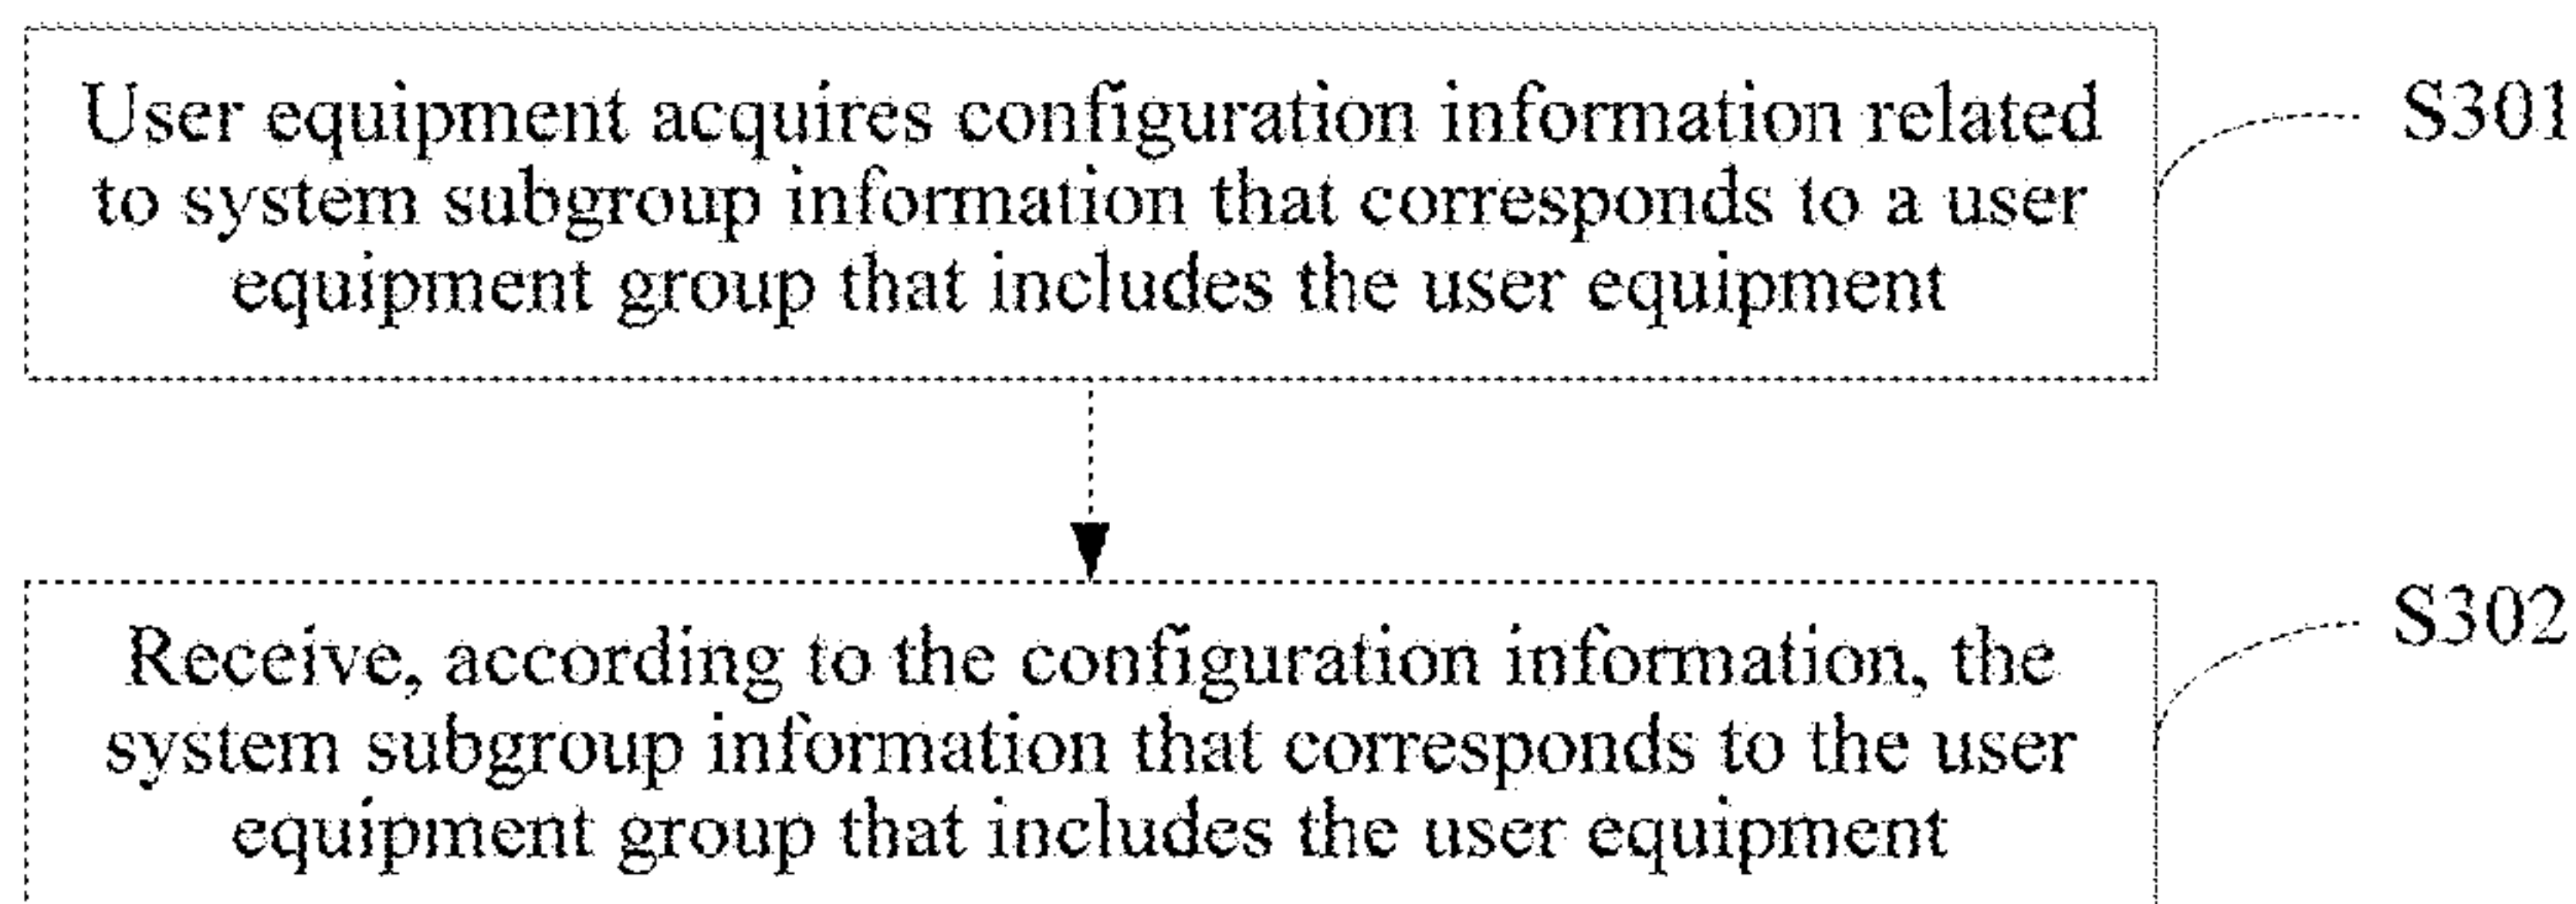 User equipment acquires configuration information related
to system subgroup information that corresponds to a user
equipment group that includes the user equipment
S301
Receive, according to the configuration information, the
system subgroup information that corresponds to the user
equipment group that includes the user equipment
S302